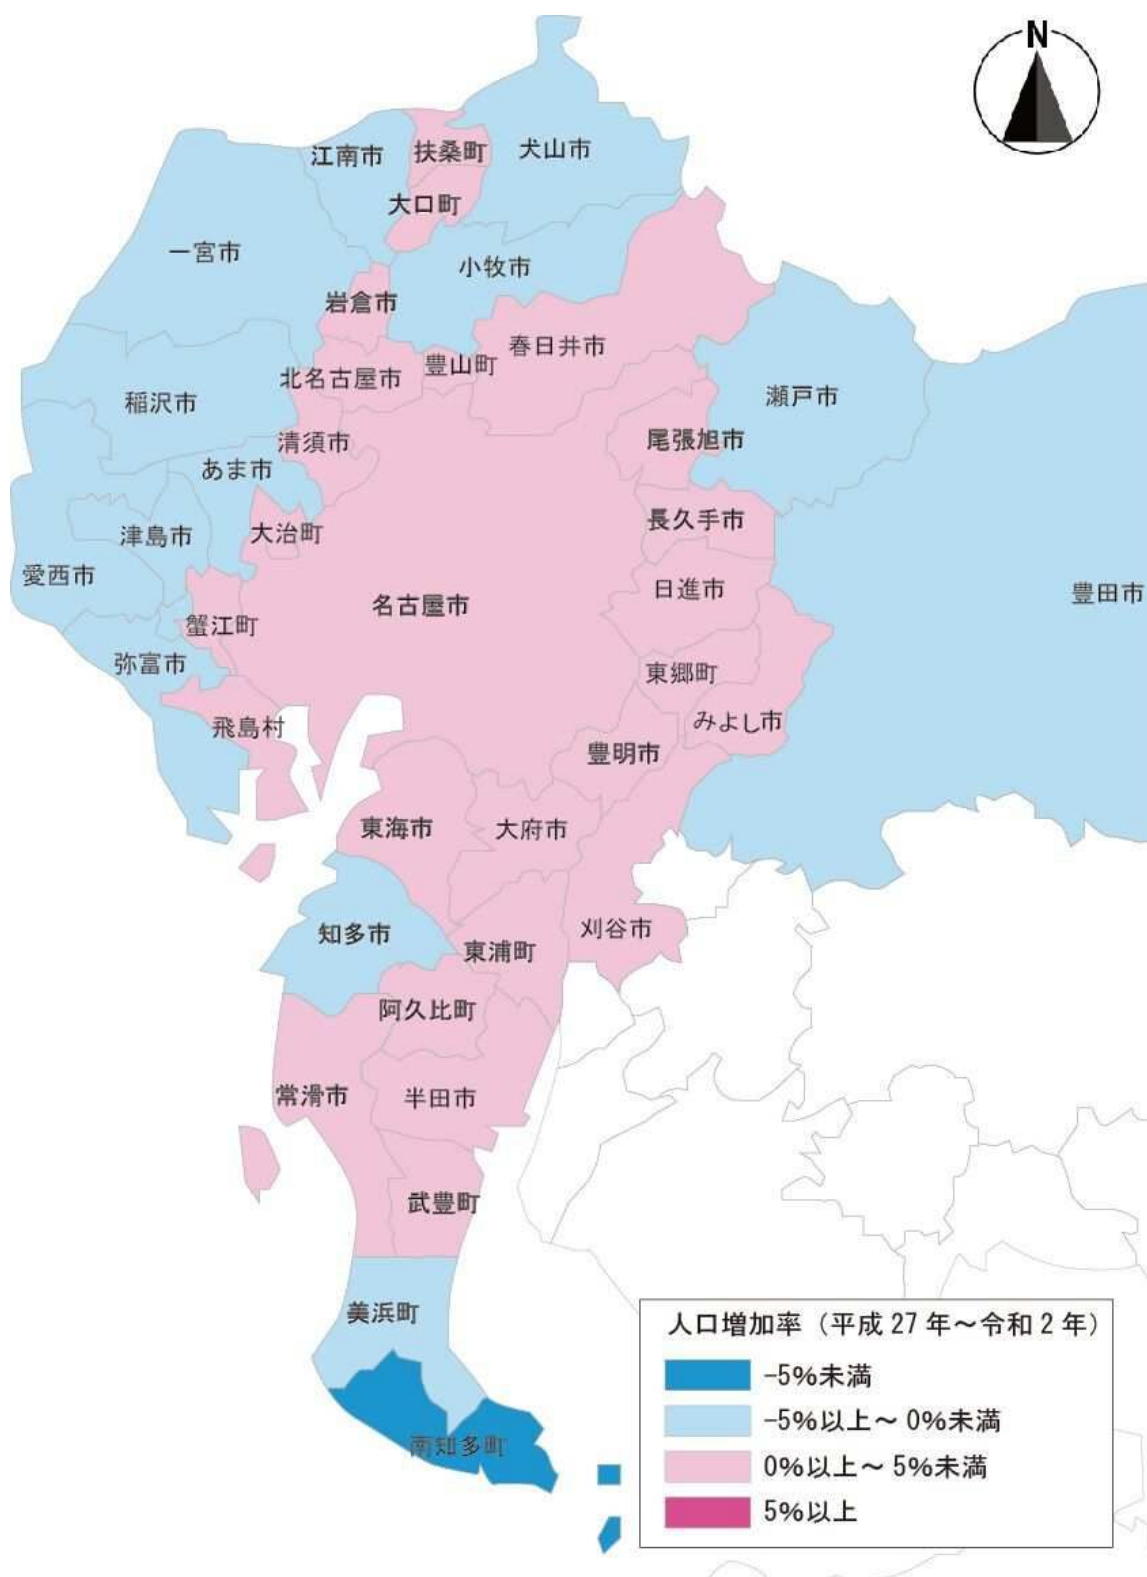 N
江南市
扶桑町
犬山市
大口町
一宮市
小牧市
岩倉市
春日井市
豊山町
北名古屋市
瀬戸市
稲沢市
清須市
尾張旭市
あま市
長久手市
大治町
津島市
愛西市
日進市
豊田市
名古屋市
蟹江町
弥富市
東郷町
みよし市
飛島村
豊明市
東海市
大府市
知多市
刈谷市
東浦町
阿久比町
常滑市
半田市
武豊町
美浜町
南知多町
人口増加率（平成27年～令和2年）
-5%未満
-5%以上～0%未満
0%以上～5%未満
5%以上